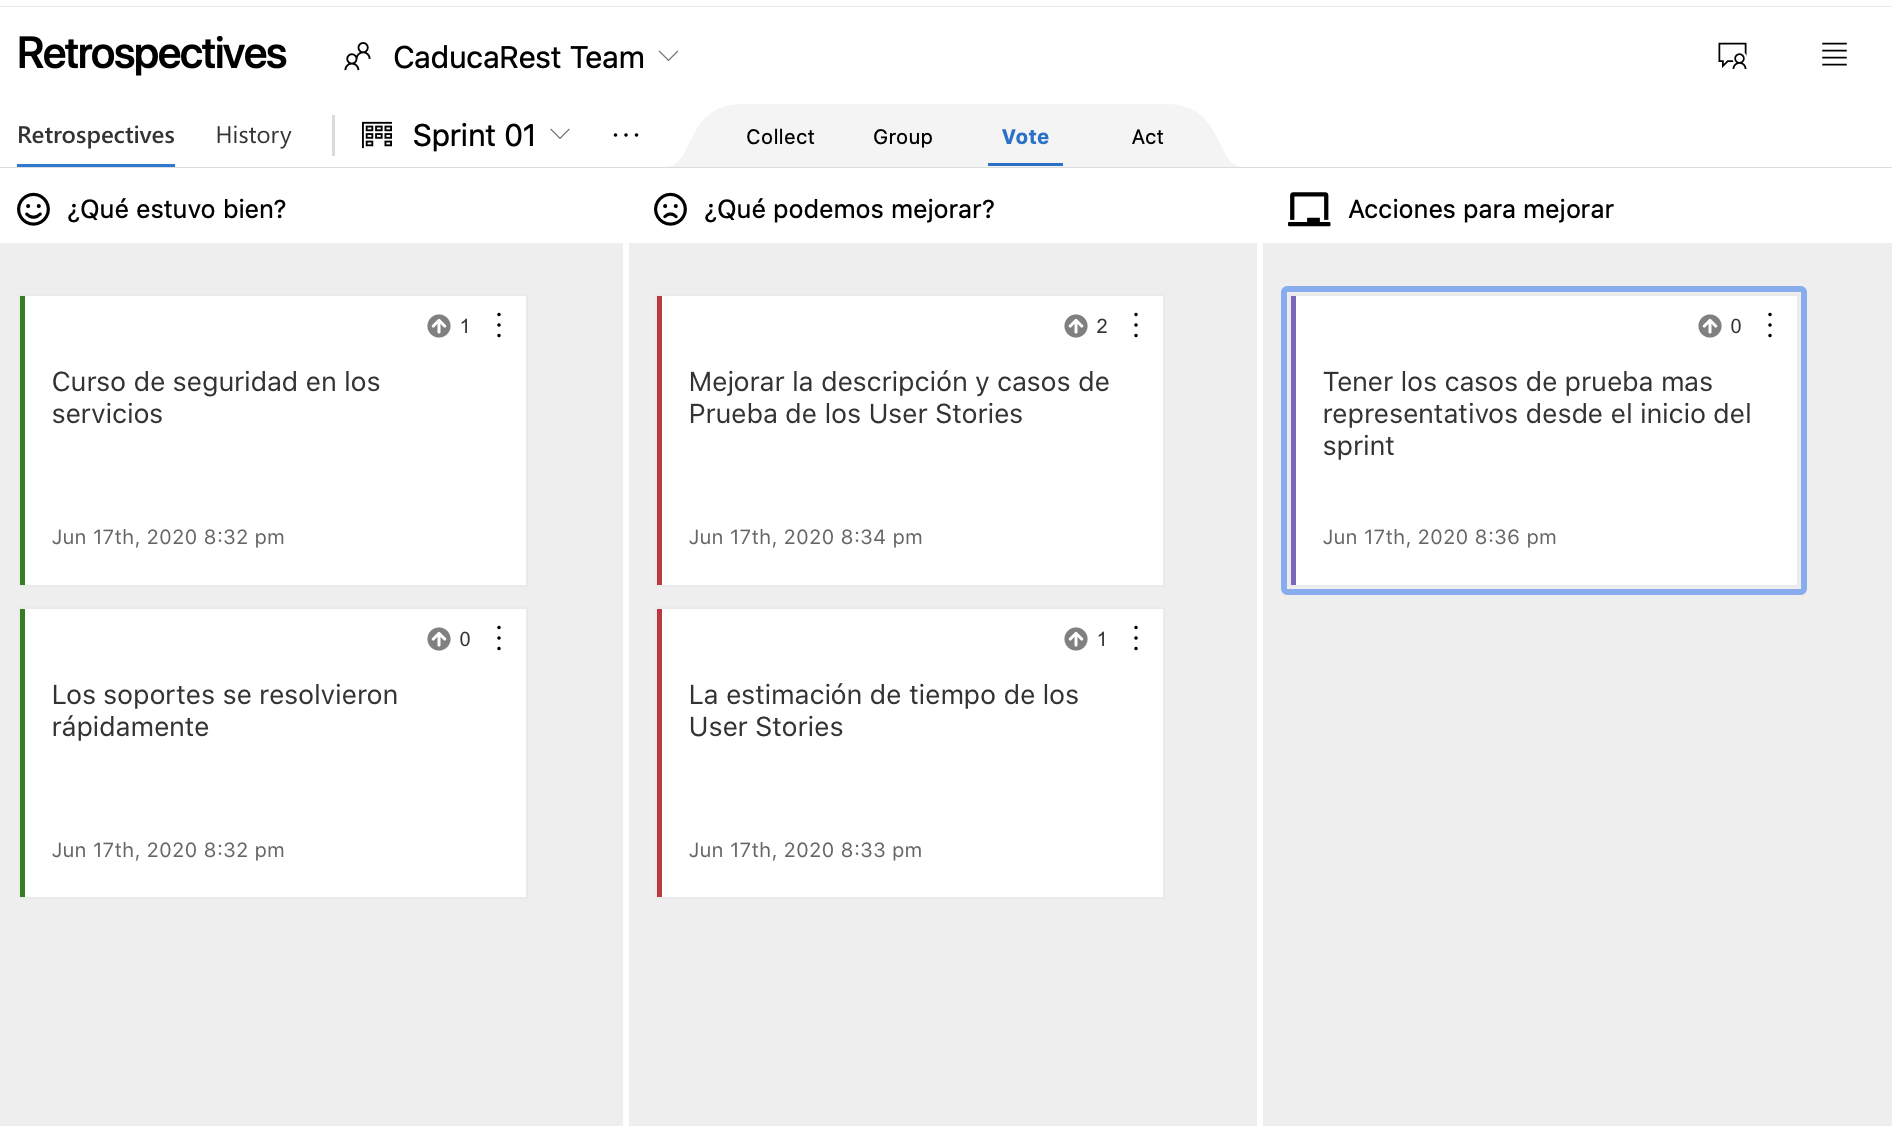 Retrospectives
CaducaRest Team
Retrospectives
History
Sprint 01
Collect
Group
Vote
Act
¿Qué estuvo bien?
¿Qué podemos mejorar?
Acciones para mejorar
1
Curso de seguridad en los
servicios
Jun 17th, 2020 8:32 pm
0
Los soportes se resolvieron
rápidamente
Jun 17th, 2020 8:32 pm
2
Mejorar la descripción y casos de
Prueba de los User Stories
Jun 17th, 2020 8:34 pm
1
La estimación de tiempo de los
User Stories
Jun 17th, 2020 8:33 pm
0
Tener los casos de prueba mas
representativos desde el inicio del
sprint
Jun 17th, 2020 8:36 pm